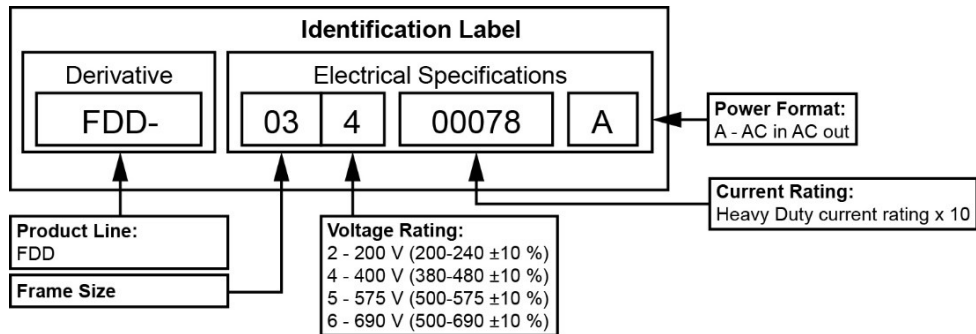 Identification Label
Derivative
Electrical Specifications
FDD-
03
4
00078
A
Power Format:
A - AC in AC out
Current Rating:
Heavy Duty current rating x 10
Product Line:
FDD
Frame Size
Voltage Rating:
2 - 200 V (200-240 ±10 %)
4 - 400 V (380-480 ±10 %)
5 - 575 V (500-575 ±10 %)
6 - 690 V (500-690 ±10 %)